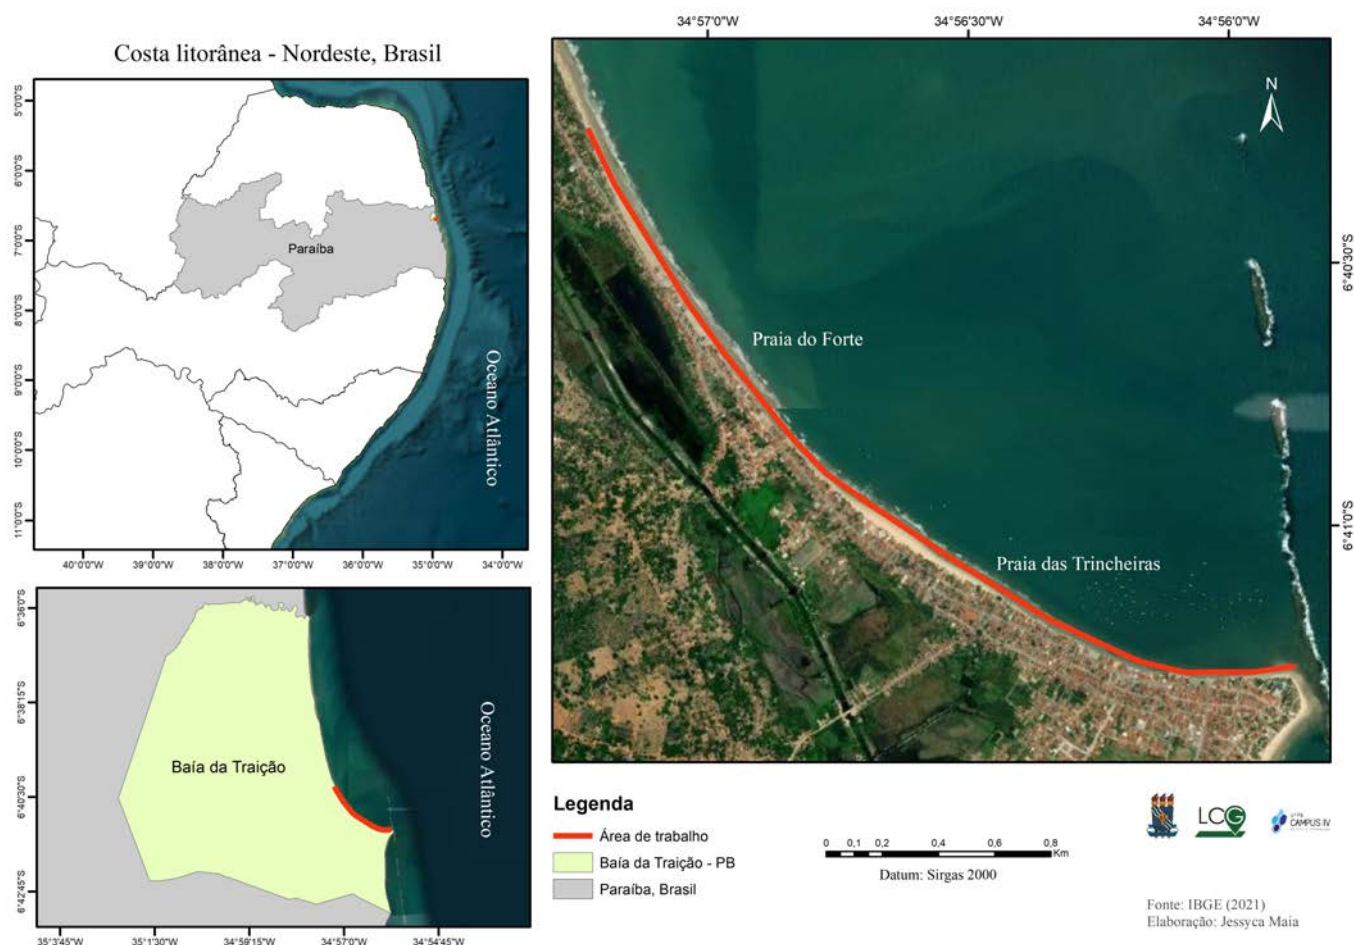 Costa litorânea - Nordeste, Brasil
5°0'0"S
6°0'0"S
7°0'0"S
8°0'0"S
9°0'0"S
10°0'0"S
11°0'0"S
Paraíba
Oceano Atlântico
40°0'0"W 39°0'0"W 38°0'0"W 37°0'0"W 36°0'0"W 35°0'0"W 34°0'0"W
6°38'15"S
6°40'30"S
6°42'45"S
Baía da Traição
Oceano Atlântico
35°3'45"W 35°1'30"W 34°59'15"W 34°57'0"W 34°54'45"W
34°57'0"W 34°56'30"W 34°56'0"W
N
6°40'30"S
Praia do Forte
6°41'0"S
Praia das Trincheiras
Legenda
Área de trabalho
Baía da Traição - PB
Paraíba, Brasil
0 0,1 0,2 0,4 0,6 0,8
Km
Datum: Sirgas 2000
LCG
CAMPUS IV
Fonte: IBGE (2021)
Elaboração: Jessyca Maia